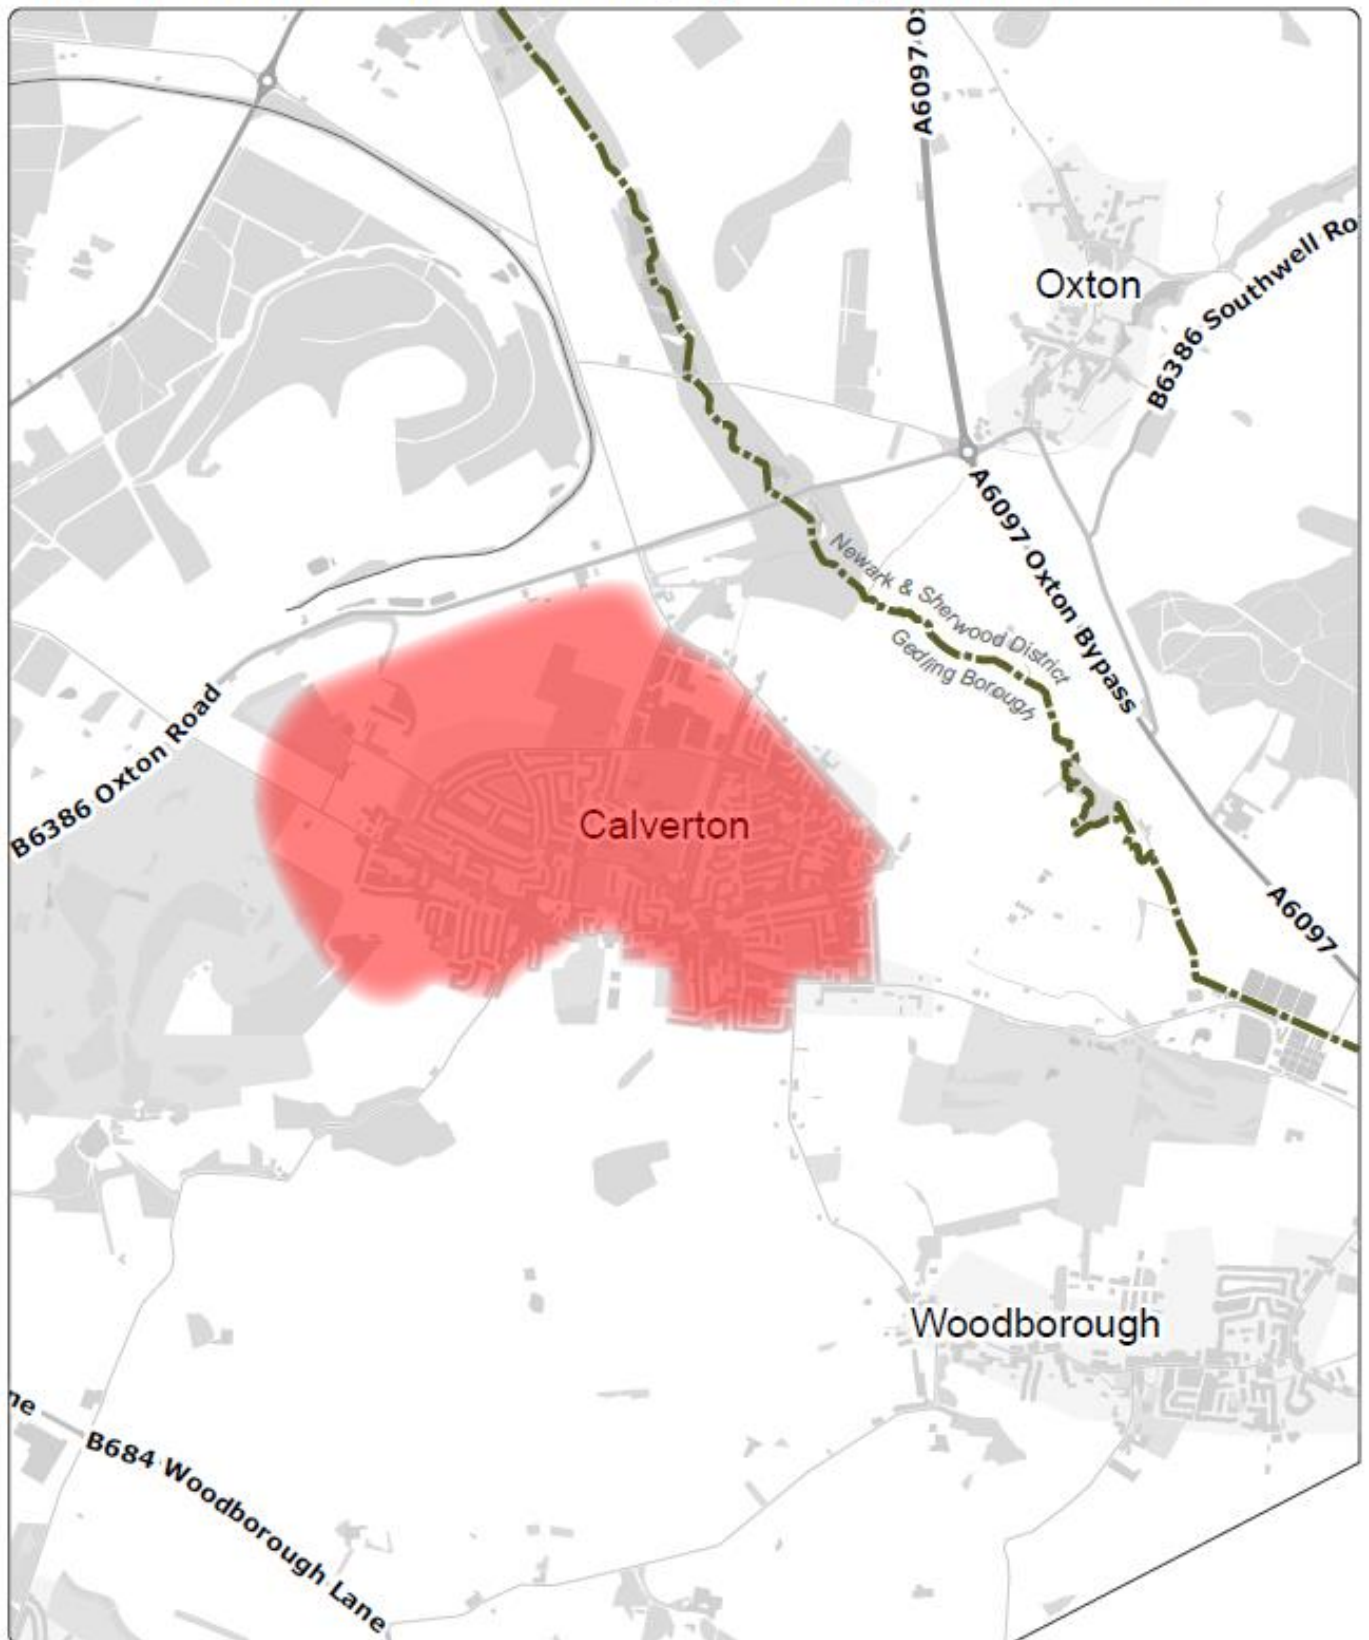 A6097 O
Oxton
B6386 Southwell Ro
A6097 Oxton Bypass
Newark & Sherwood District
Gedling Borough
B6386 Oxton Road
Calverton
A6097
Woodborough
ne
B684 Woodborough Lane